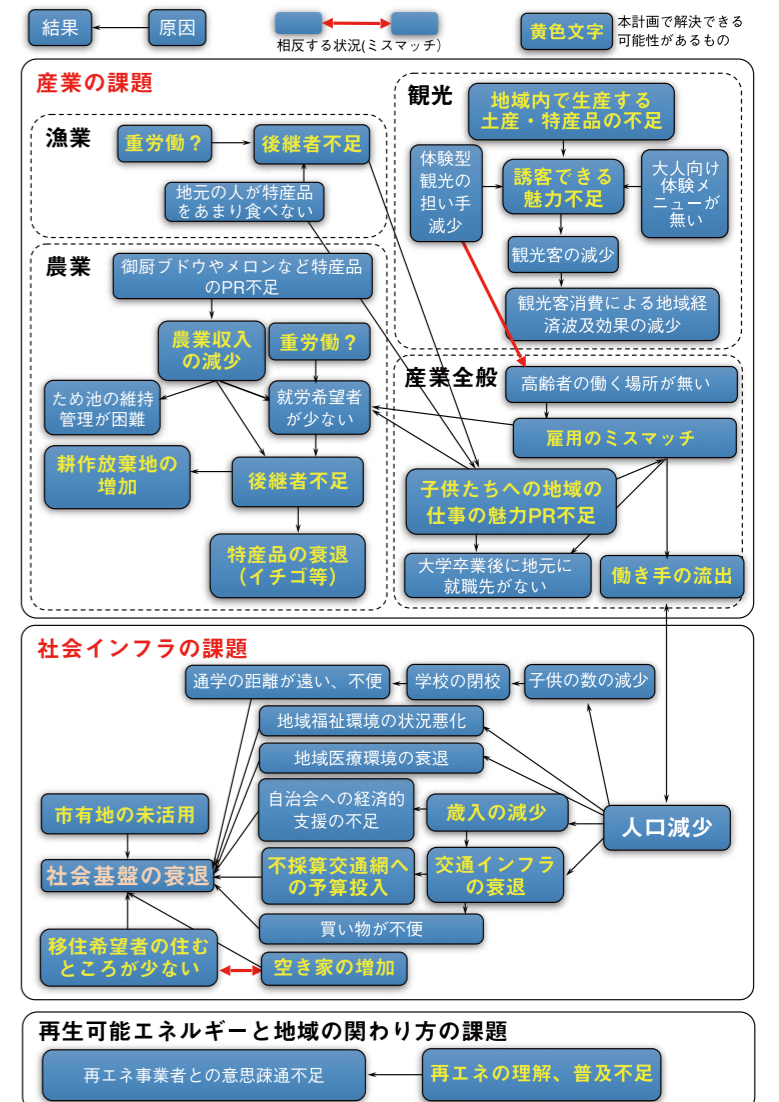 結果
原因
相反する状況(ミスマッチ)
黄色文字
本計画で解決できる
可能性があるもの
産業の課題
漁業
重労働？
後継者不足
地元の人が特産品
をあまり食べない
農業
御厨ブドウやメロンなど特産品
のPR不足
農業収入
の減少
重労働？
ため池の維持
管理が困難
就労希望者
が少ない
耕作放棄地の
増加
後継者不足
特産品の衰退
（イチゴ等）
観光
地域内で生産する
土産・特産品の不足
体験型
観光の
担い手
減少
誘客できる
魅力不足
大人向け
体験メ
ニューが
無い
観光客の減少
観光客消費による地域経
済波及効果の減少
産業全般
高齢者の働く場所が無い
雇用のミスマッチ
子供たちへの地域の
仕事の魅力PR不足
大学卒業後に地元に
就職先がない
働き手の流出
社会インフラの課題
通学の距離が遠い、不便
学校の閉校
子供の数の減少
地域福祉環境の状況悪化
地域医療環境の衰退
市有地の未活用
自治会への経済的
支援の不足
歳入の減少
人口減少
社会基盤の衰退
不採算交通網へ
の予算投入
交通インフラ
の衰退
買い物が不便
移住希望者の住む
ところが少ない
空き家の増加
再生可能エネルギーと地域の関わり方の課題
再エネ事業者との意思疎通不足
再エネの理解、普及不足